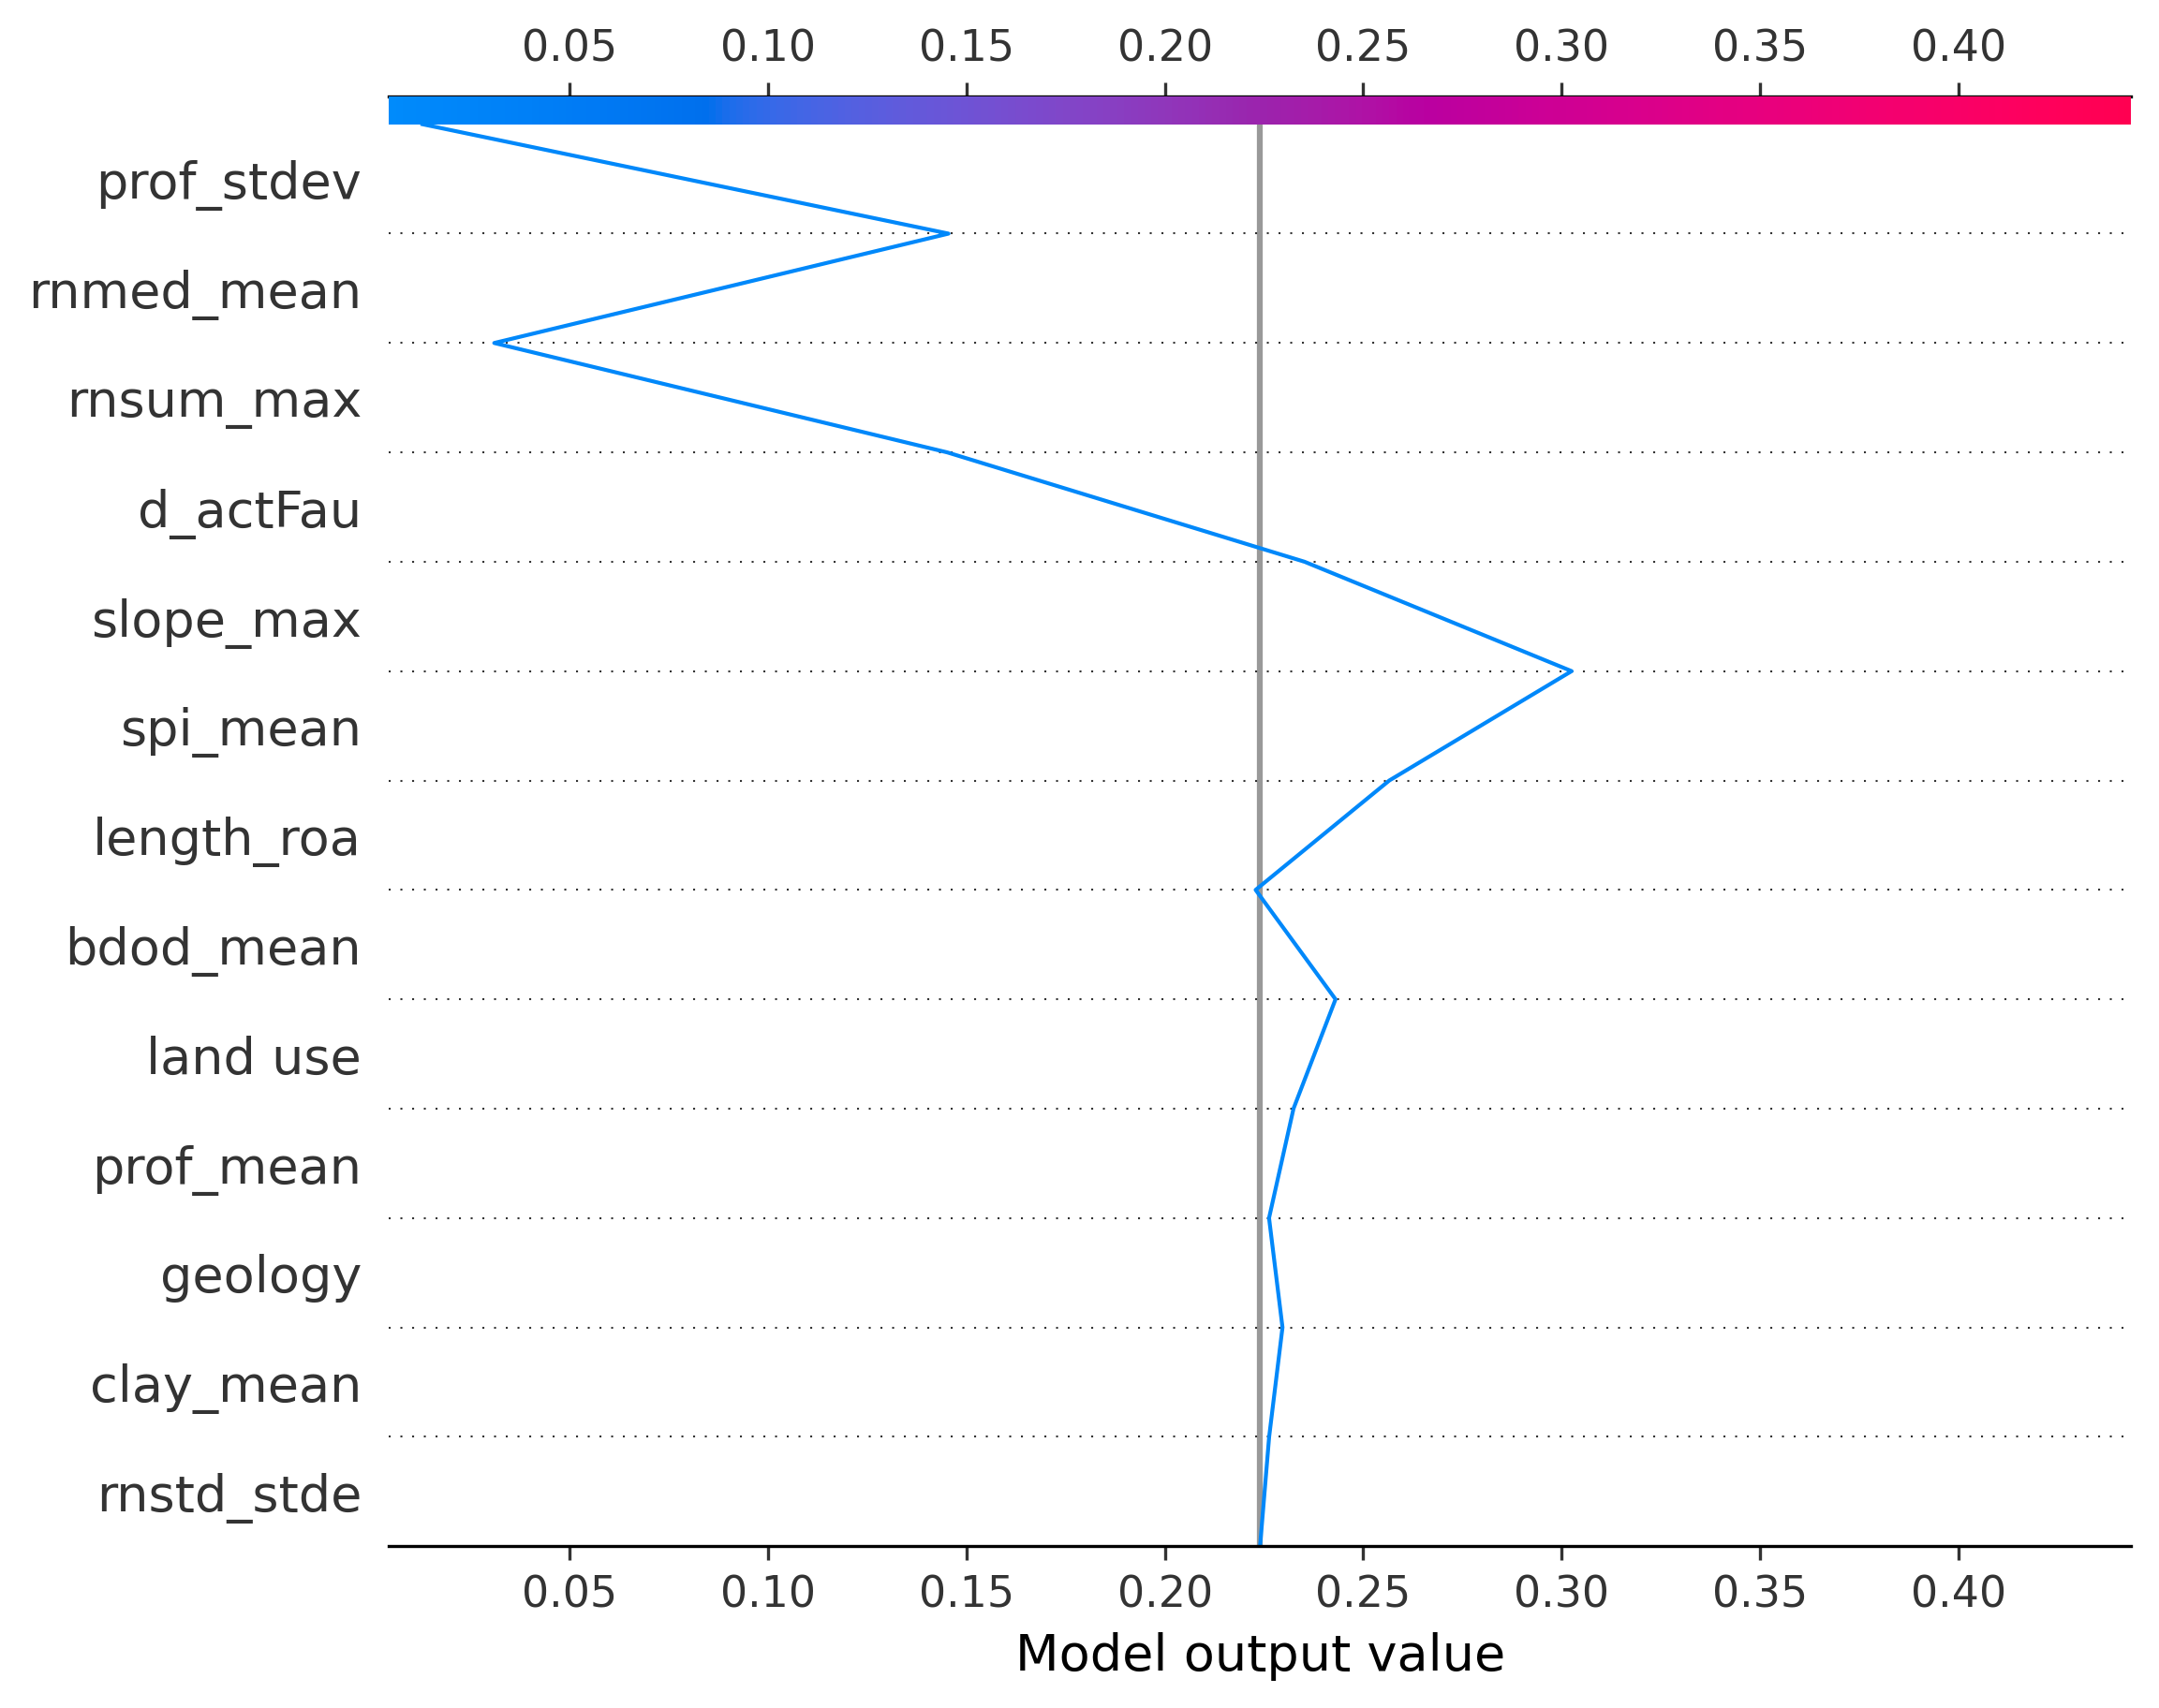 0.05 0.10 0.15 0.20 0.25 0.30 0.35 0.40
prof_stdev
rnmed_mean
rnsum_max
d_actFau
slope_max
spi_mean
length_roa
bdod_mean
land use
prof_mean
geology
clay_mean
rnstd_stde
0.05 0.10 0.15 0.20 0.25 0.30 0.35 0.40
Model output value